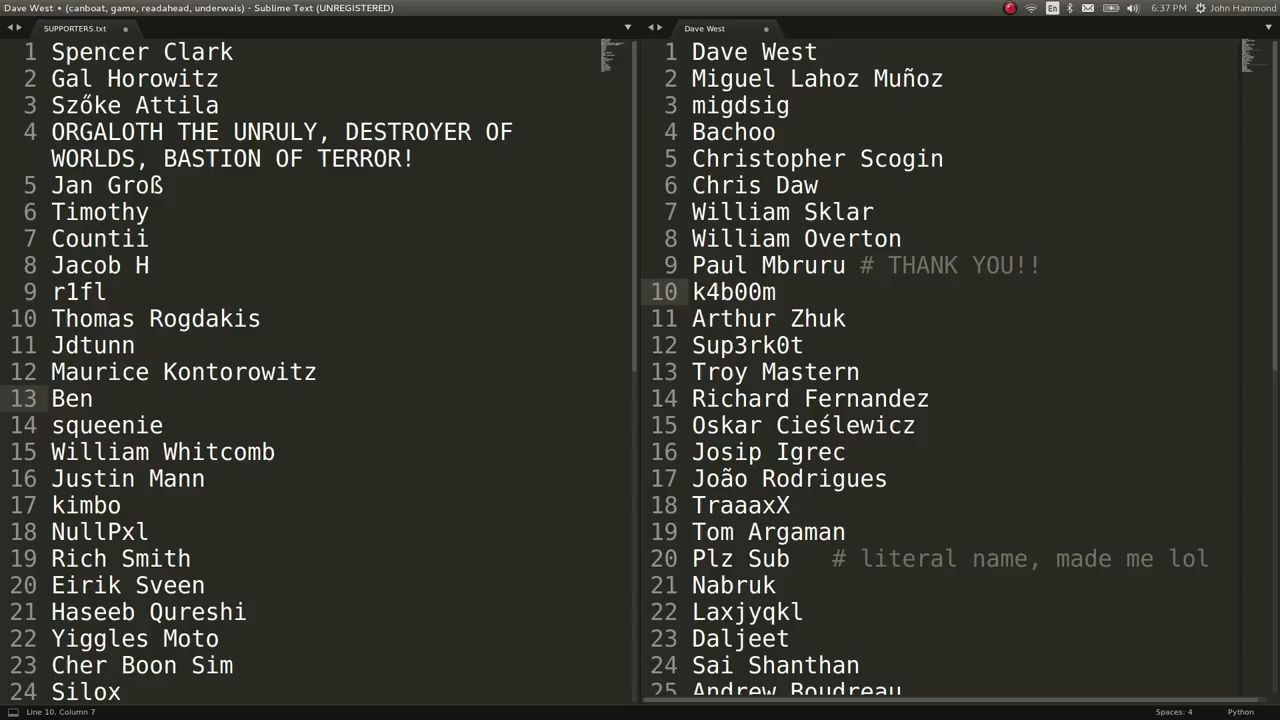 Dave West • (canboat, game, readahead, underwais) - Sublime Text (UNREGISTERED)
En
6:37 PM
John Hammond
SUPPORTERS.txt
1 Spencer Clark
2 Gal Horowitz
3 Szőke Attila
4 ORGALOTH THE UNRULY, DESTROYER OF
WORLDS, BASTION OF TERROR!
5 Jan Groß
6 Timothy
7 Countii
8 Jacob H
9 r1fl
10 Thomas Rogdakis
11 Jdtunn
12 Maurice Kontorowitz
13 Ben
14 squeenie
15 William Whitcomb
16 Justin Mann
17 kimbo
18 NullPxl
19 Rich Smith
20 Eirik Sveen
21 Haseeb Qureshi
22 Yiggles Moto
23 Cher Boon Sim
24 Silox
Dave West
1 Dave West
2 Miguel Lahoz Muñoz
3 migdsig
4 Bachoo
5 Christopher Scogin
6 Chris Daw
7 William Sklar
8 William Overton
9 Paul Mbruru # THANK YOU!!
10 k4b00m
11 Arthur Zhuk
12 Sup3rk0t
13 Troy Mastern
14 Richard Fernandez
15 Oskar Cieślewicz
16 Josip Igrec
17 João Rodrigues
18 TraaaxX
19 Tom Argaman
20 Plz Sub # literal name, made me lol
21 Nabruk
22 Laxjyqkl
23 Daljeet
24 Sai Shanthan
25 Andrew Boudreau
Line 10, Column 7
Spaces: 4
Python